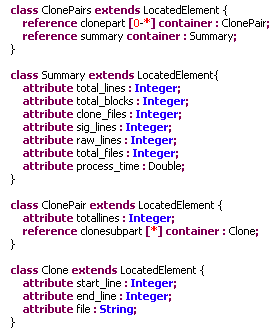 class ClonePairs extends LocatedElement {
reference clonepart [0-*] container : ClonePair;
reference summary container : Summary;
}
class Summary extends LocatedElement{
attribute total_lines : Integer;
attribute total_blocks : Integer;
attribute clone_files : Integer;
attribute sig_lines : Integer;
attribute raw_lines : Integer;
attribute total_files : Integer;
attribute process_time : Double;
}
class ClonePair extends LocatedElement {
attribute totallines : Integer;
reference clonesubpart [*] container : Clone;
}
class Clone extends LocatedElement {
attribute start_line : Integer;
attribute end_line : Integer;
attribute file : String;
}